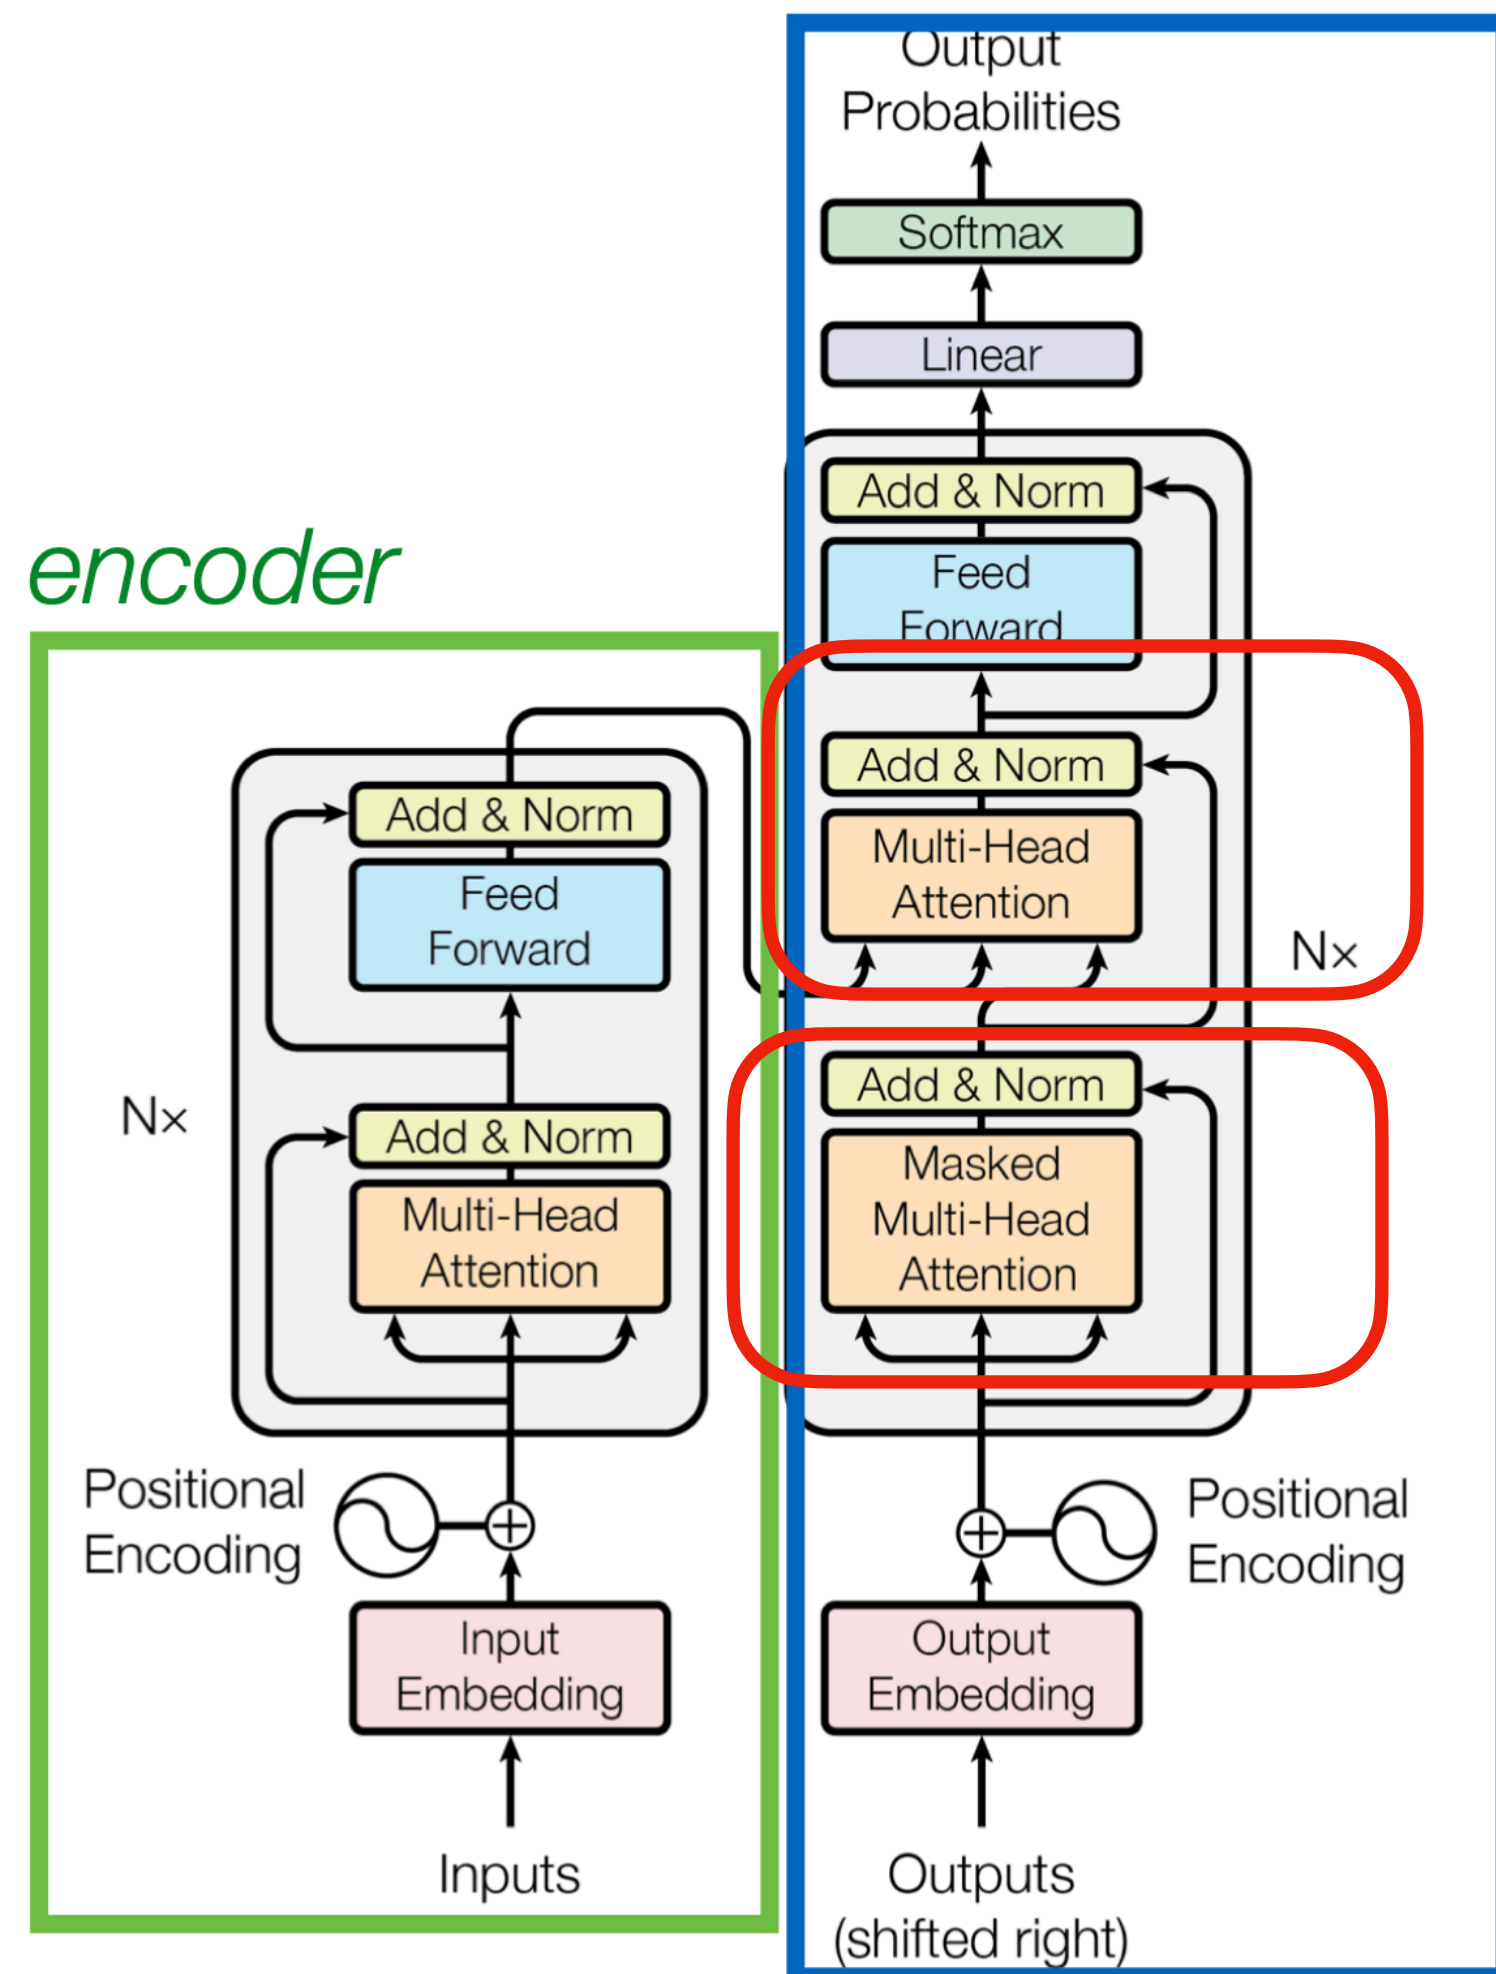 encoder
Add & Norm
Feed
Forward
Nx
Add & Norm
Multi-Head
Attention
Positional
Encoding
Input
Embedding
Inputs
Output
Probabilities
Softmax
Linear
Add & Norm
Feed
Forward
Add & Norm
Multi-Head
Attention
N×
Add & Norm
Masked
Multi-Head
Attention
Positional
Encoding
Output
Embedding
Outputs
(shifted right)